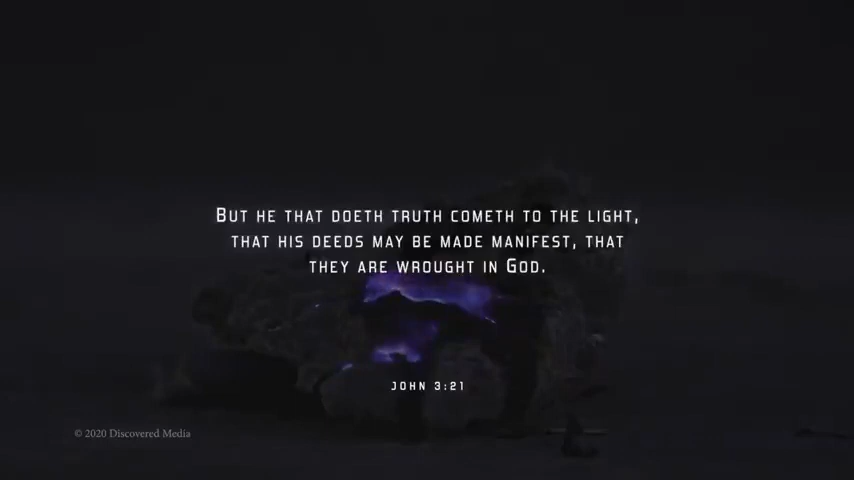 But he that doeth truth cometh to the light,
that his deeds may be made manifest, that
they are wrought in God.
John 3:21
© 2020 Discovered Media